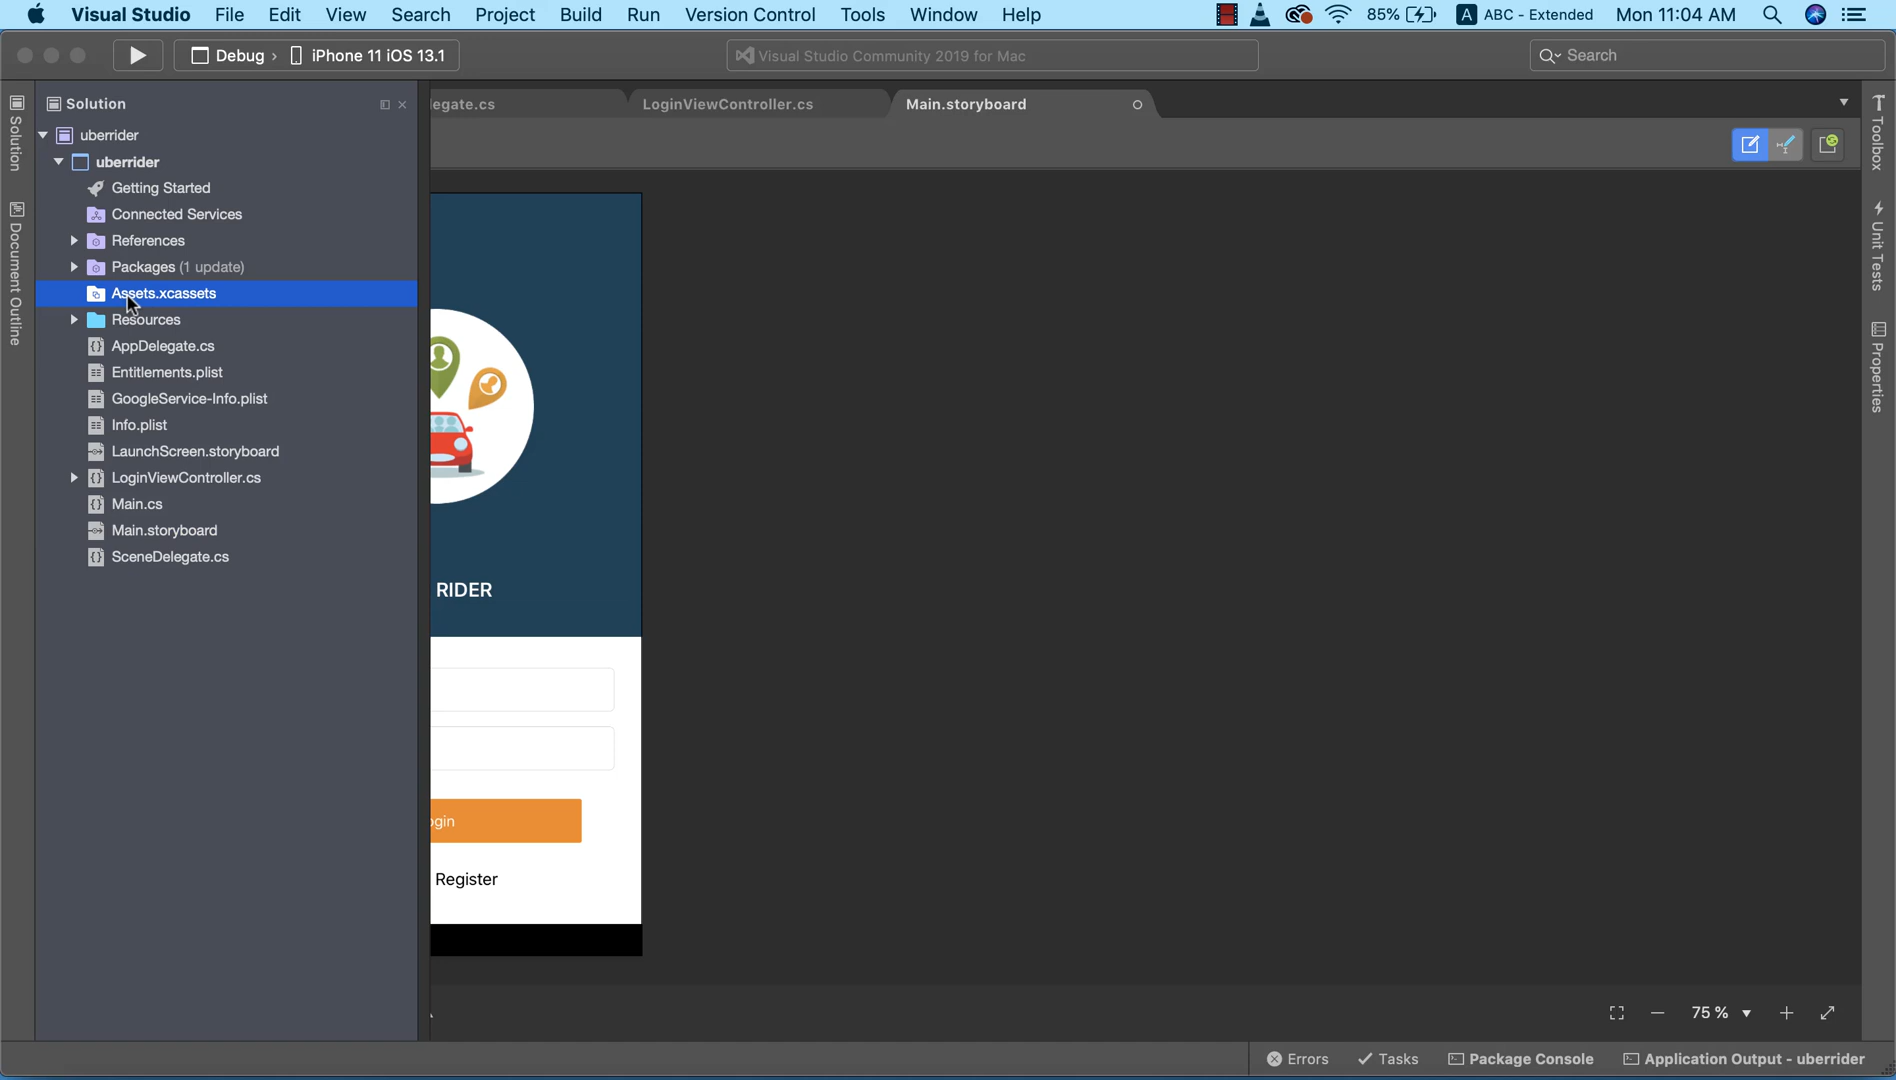 Visual Studio File Edit View Search Project Build Run Version Control Tools Window Help 85% A ABC - Extended Mon 11:04 AM
Debug › iPhone 11 iOS 13.1 Visual Studio Community 2019 for Mac Search
Solution
legate.cs LoginViewController.cs Main.storyboard
uberrider
uberrider
Getting Started
Connected Services
References
Packages (1 update)
Assets.xcassets
Resources
AppDelegate.cs
Entitlements.plist
GoogleService-Info.plist
Info.plist
LaunchScreen.storyboard
LoginViewController.cs
Main.cs
Main.storyboard
SceneDelegate.cs
Solution
Document Outline
RIDER
ogin
Register
Toolbox
Unit Tests
Properties
75 %
Errors Tasks Package Console Application Output - uberrider